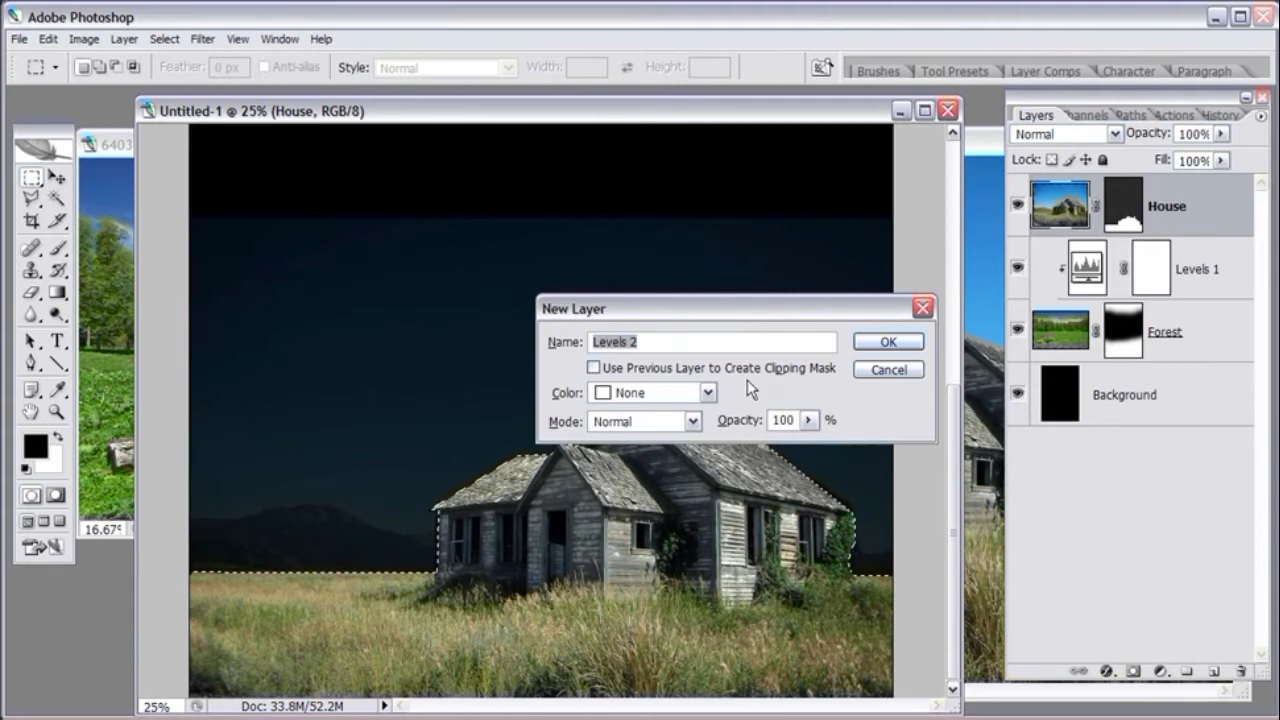 Adobe Photoshop
File Edit Image Layer Select Filter View Window Help
Feather: 0 px Anti-alias Style: Normal Width: Height: Brushes Tool Presets Layer Comps Character Paragraph
Untitled-1 @ 25% (House, RGB/8)
6403
Layers Channels Paths Actions History
Normal Opacity: 100%
Lock: Fill: 100%
House
Levels 1
Forest
Background
New Layer
Name: Levels 2 OK
Use Previous Layer to Create Clipping Mask Cancel
Color: None
Mode: Normal Opacity: 100 %
16.67%
25% Doc: 33.8M/52.2M